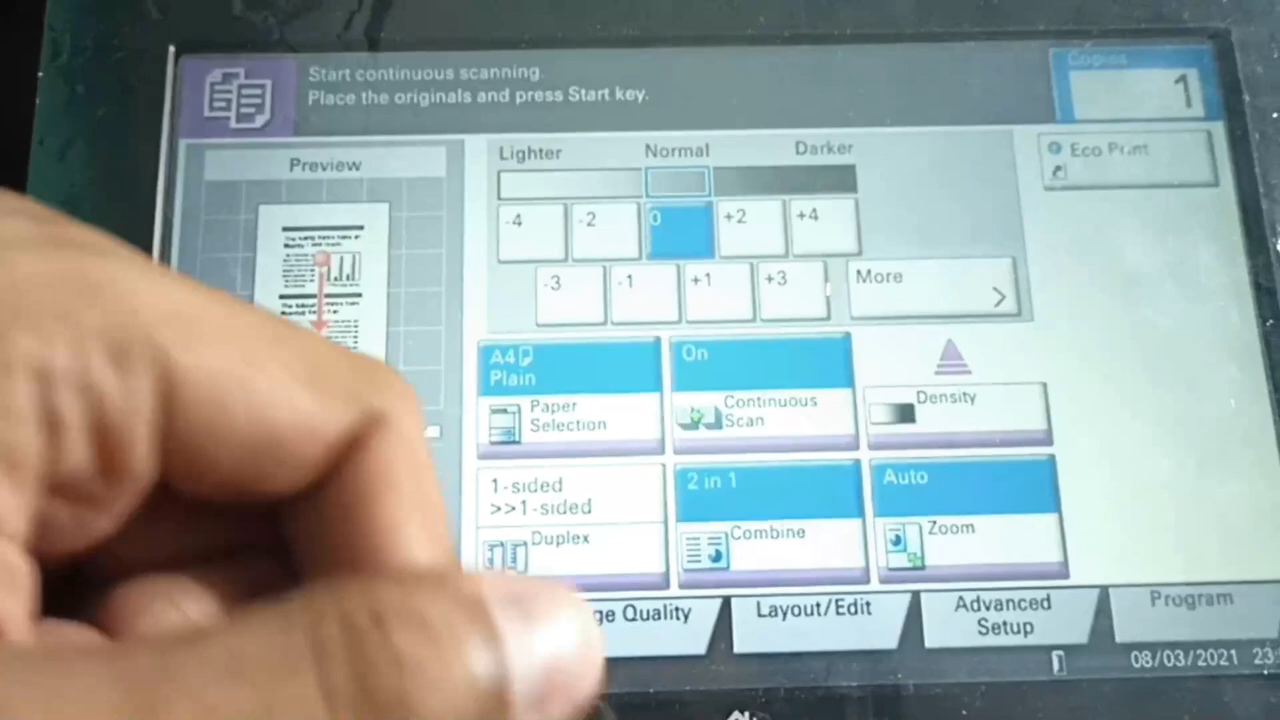 Start continuous scanning.
Place the originals and press Start key.
Copies
1
Preview
Lighter
Normal
Darker
-4
-2
0
+2
+4
-3
-1
+1
+3
More
Eco Print
A4
Plain
Paper
Selection
On
Continuous
Scan
Density
1-sided
>>1-sided
Duplex
2 in 1
Combine
Auto
Zoom
ge Quality
Layout/Edit
Advanced
Setup
Program
08/03/2021 23: